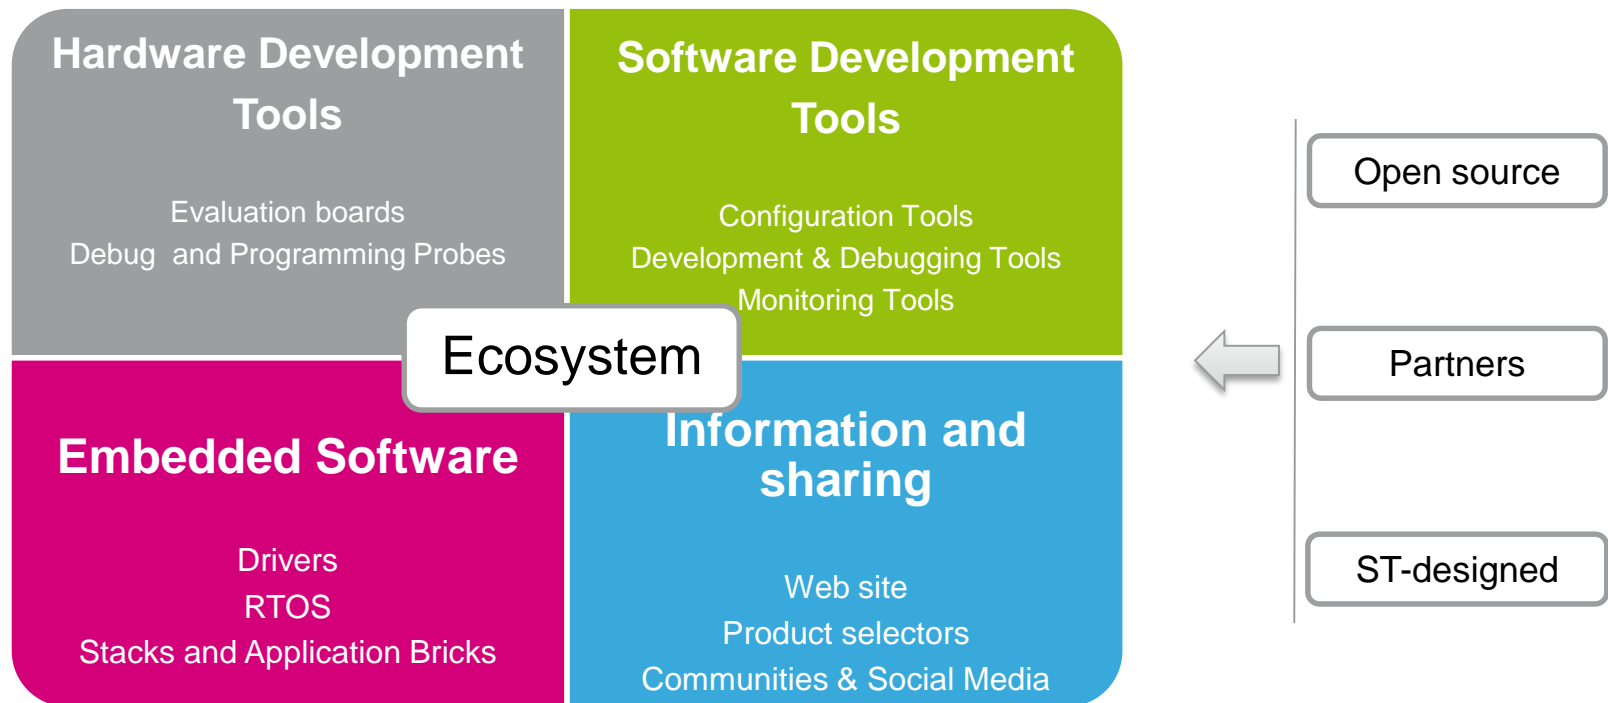 Hardware Development
Tools
Evaluation boards
Debug and Programming Probes
Software Development
Tools
Configuration Tools
Development & Debugging Tools
Monitoring Tools
Ecosystem
Embedded Software
Drivers
RTOS
Stacks and Application Bricks
Information and
sharing
Web site
Product selectors
Communities & Social Media
Open source
Partners
ST-designed